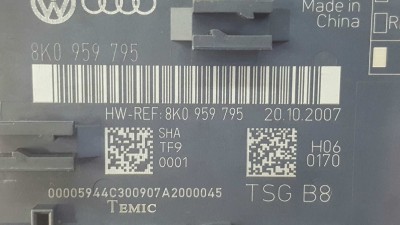 Made in
China
8K0 959 795
HW-REF: 8K0 959 795 20.10.2007
SHA
TF9
0001
H06
0170
00005944C300907A2000045
TSG B8
TEMIC